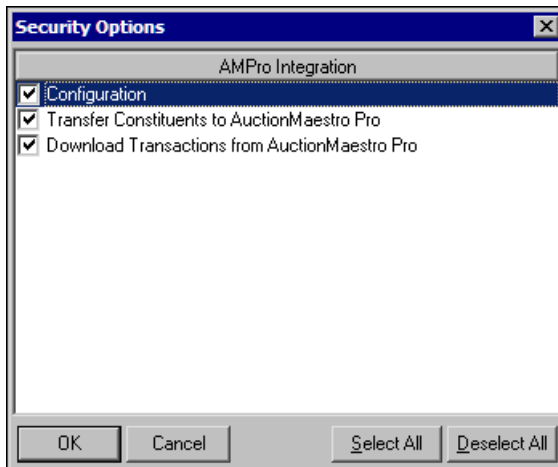 Security Options
AMPro Integration
Configuration
Transfer Constituents to AuctionMaestro Pro
Download Transactions from AuctionMaestro Pro
OK Cancel Select All Deselect All